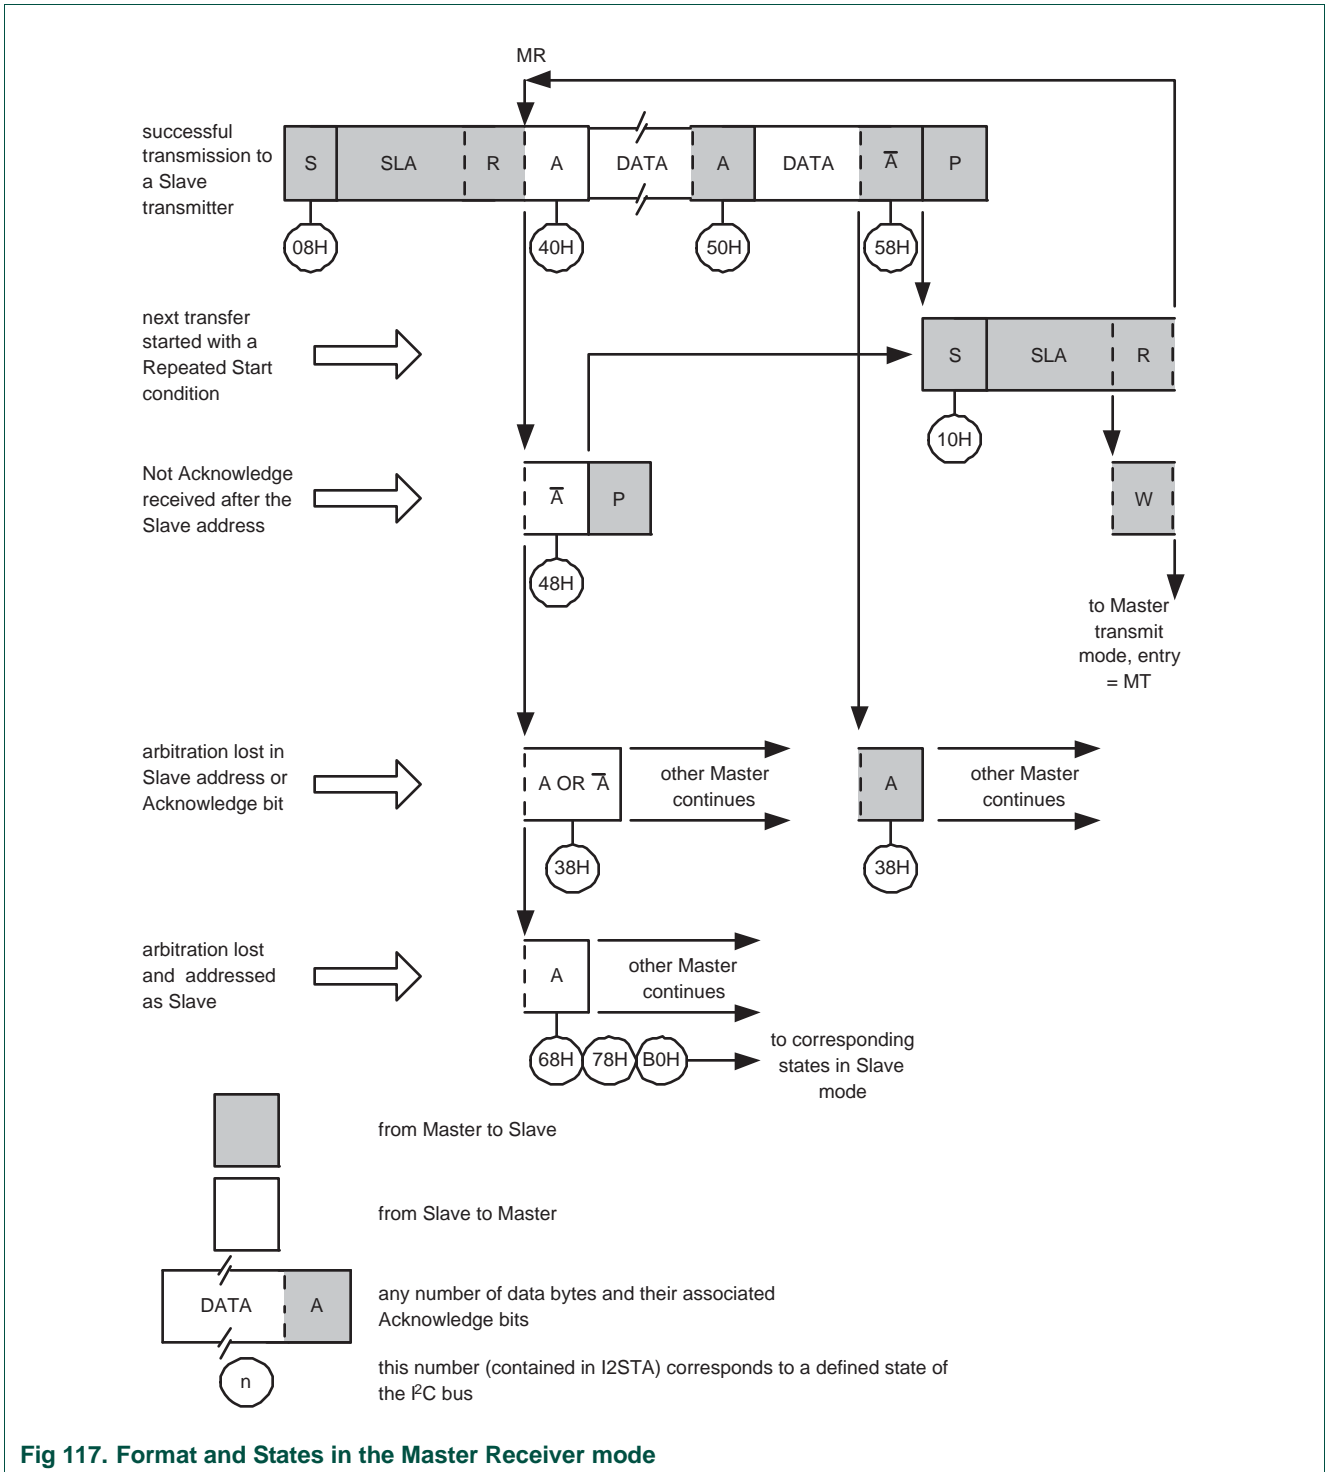 MR
successful
transmission to
a Slave
transmitter
S SLA R A DATA A DATA A̅ P
08H 40H 50H 58H
next transfer
started with a
Repeated Start
condition
S SLA R
10H
Not Acknowledge
received after the
Slave address
A̅ P
W
48H
to Master
transmit
mode, entry
= MT
arbitration lost in
Slave address or
Acknowledge bit
A OR A̅
other Master
continues
A
other Master
continues
38H 38H
arbitration lost
and addressed
as Slave
A
other Master
continues
68H 78H B0H
to corresponding
states in Slave
mode
from Master to Slave
from Slave to Master
DATA A
any number of data bytes and their associated
Acknowledge bits
n
this number (contained in I2STA) corresponds to a defined state of
the I²C bus
Fig 117. Format and States in the Master Receiver mode